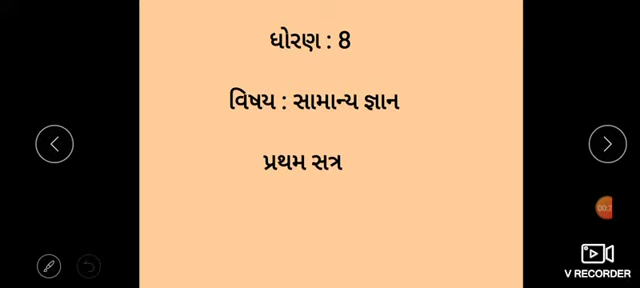 ધોરણ : 8
વિષય : સામાન્ય જ્ઞાન
પ્રથમ સત્ર
V RECORDER